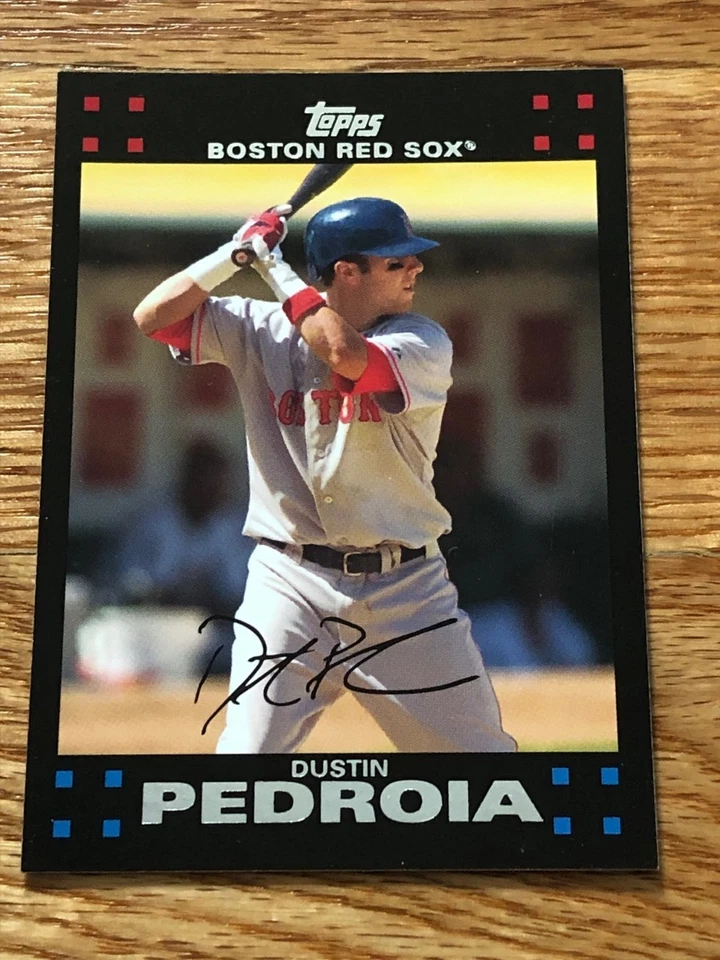 Topps
BOSTON RED SOX®
BOSTON
DUSTIN
PEDROIA